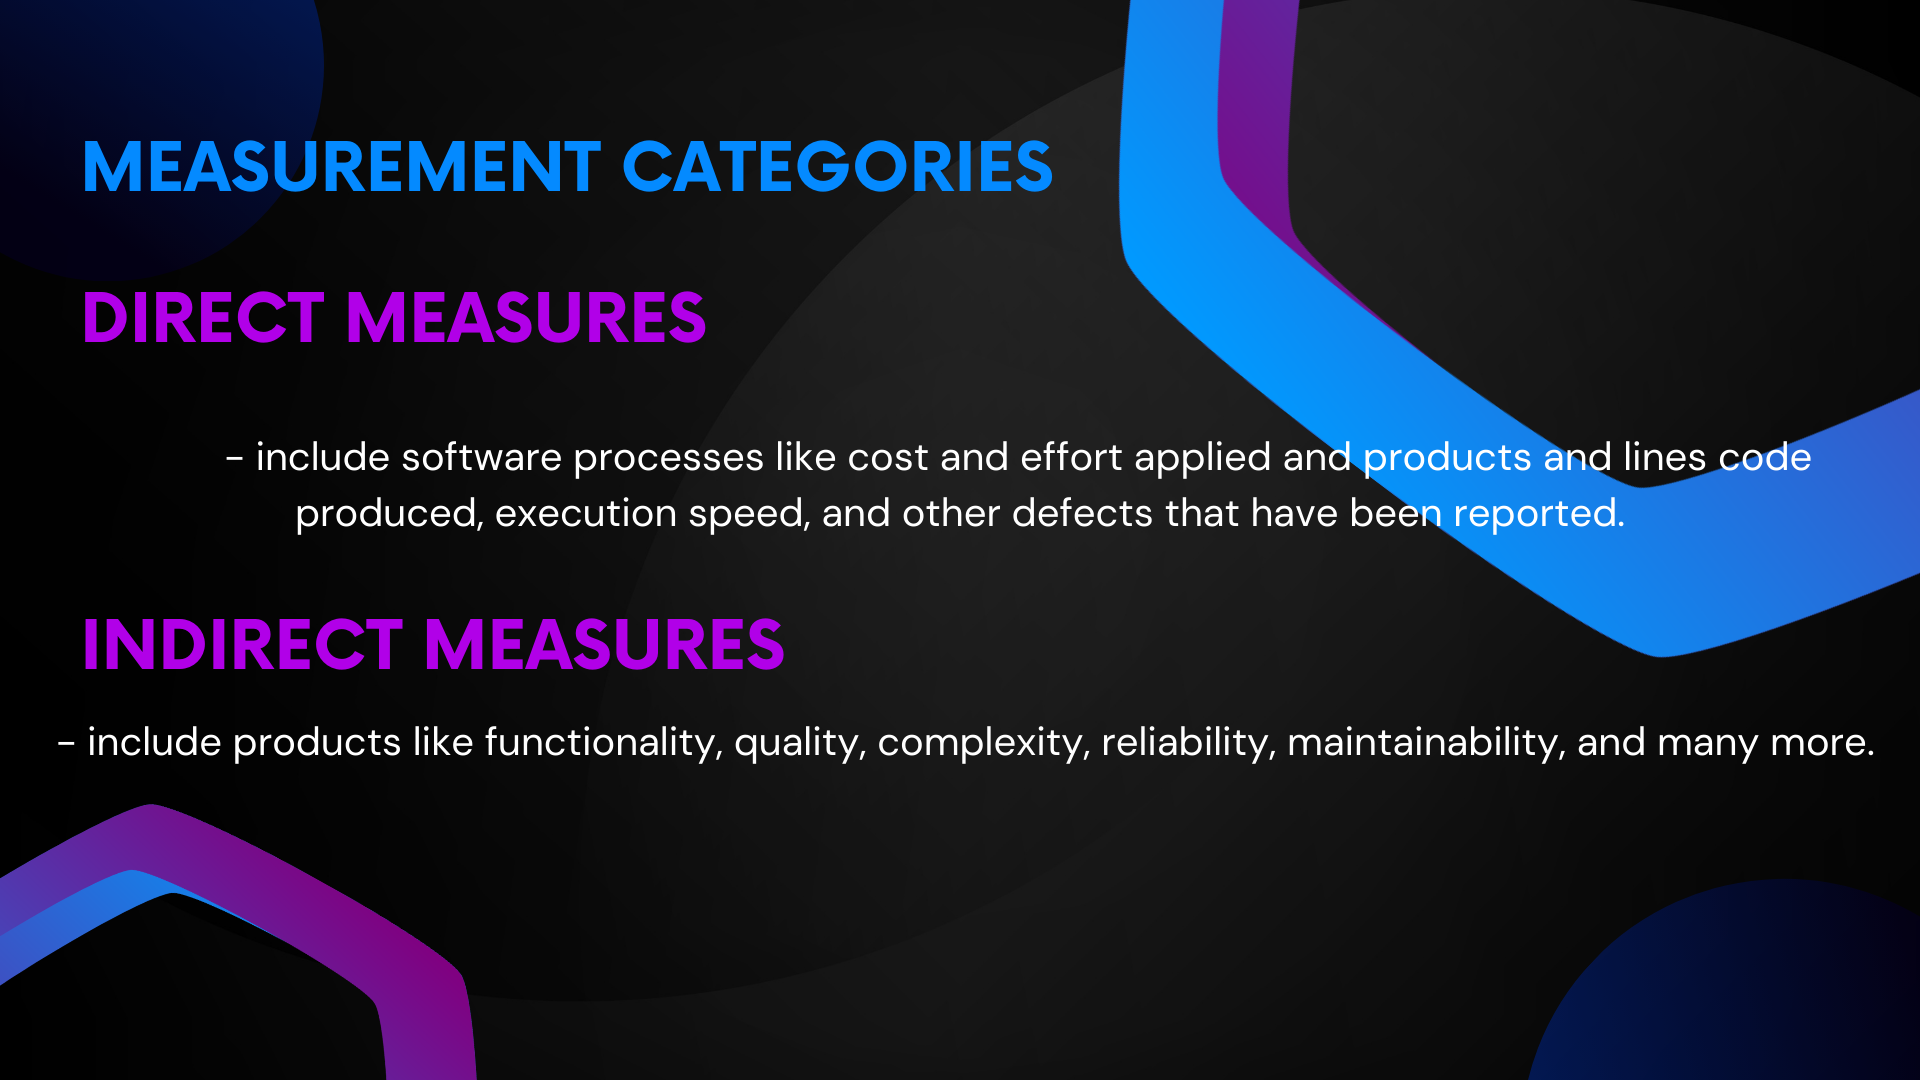 MEASUREMENT CATEGORIES
DIRECT MEASURES
- include software processes like cost and effort applied and products and lines code
produced, execution speed, and other defects that have been reported.
INDIRECT MEASURES
- include products like functionality, quality, complexity, reliability, maintainability, and many more.